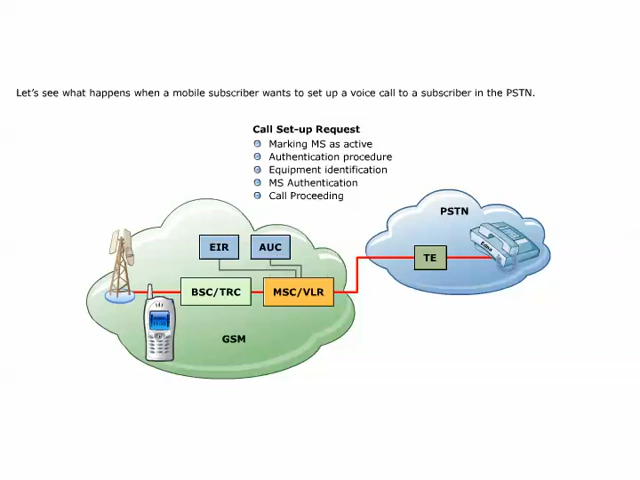 Let's see what happens when a mobile subscriber wants to set up a voice call to a subscriber in the PSTN.
Call Set-up Request
Marking MS as active
Authentication procedure
Equipment identification
MS Authentication
Call Proceeding
PSTN
EIR
AUC
TE
BSC/TRC
MSC/VLR
GSM